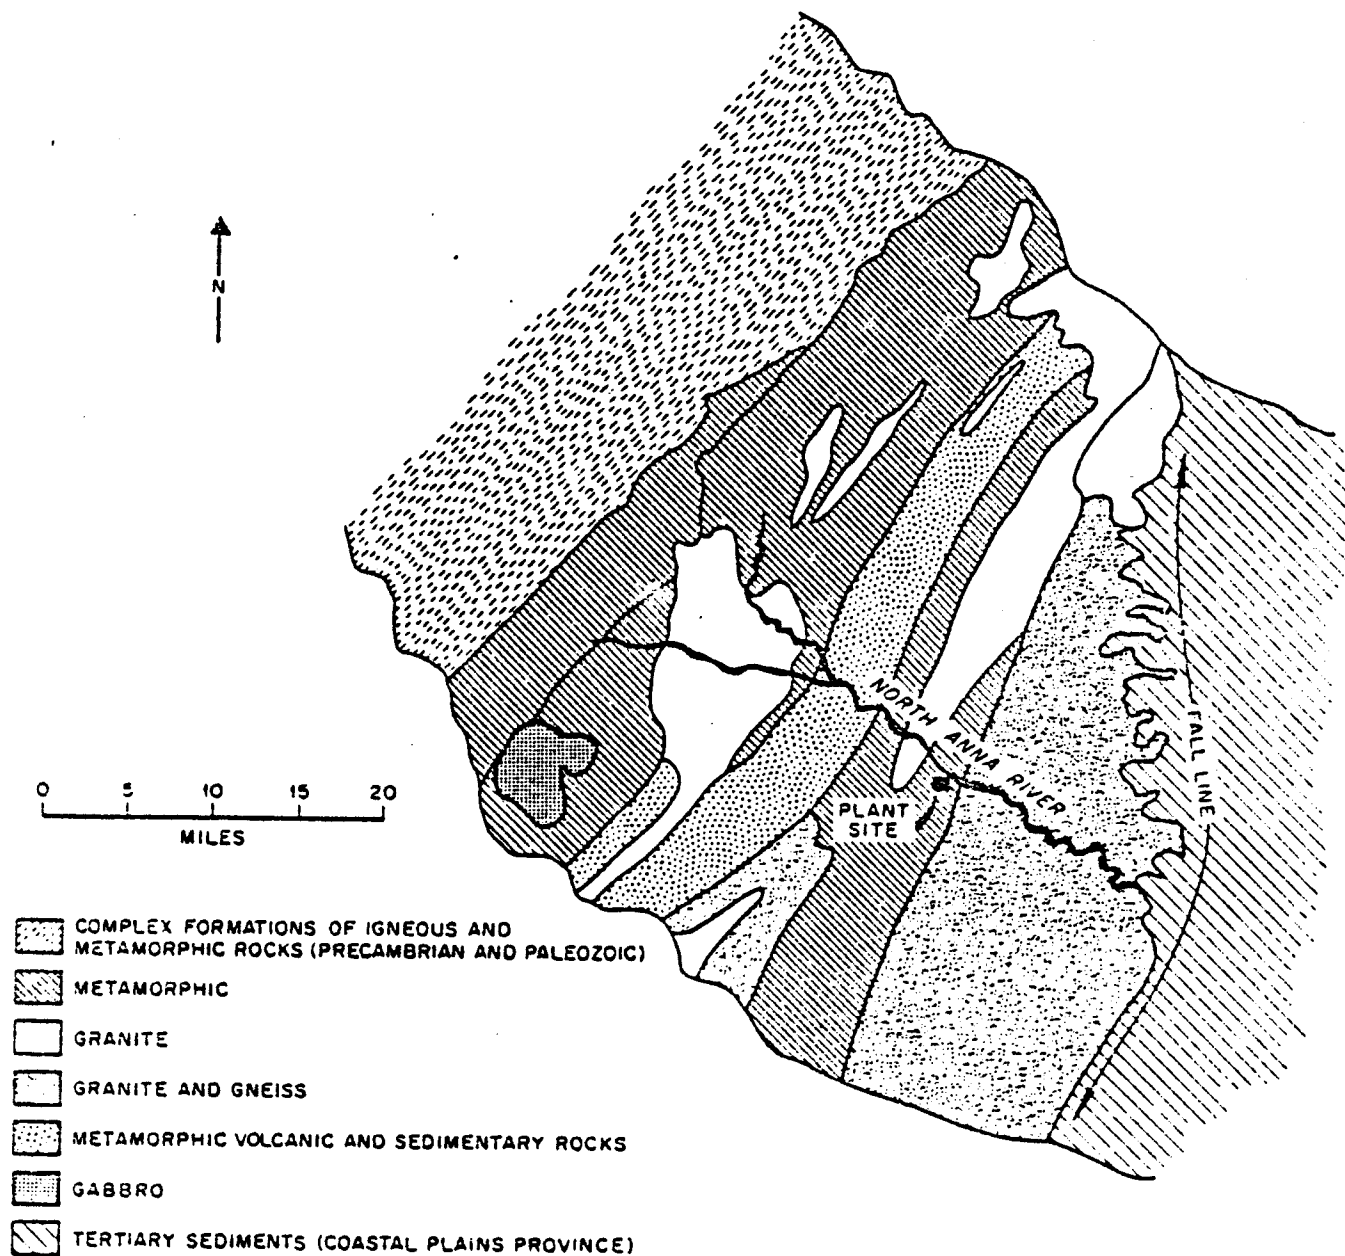 N
NORTH ANNA RIVER
FALL LINE
PLANT
SITE
0 5 10 15 20
MILES
COMPLEX FORMATIONS OF IGNEOUS AND
METAMORPHIC ROCKS (PRECAMBRIAN AND PALEOZOIC)
METAMORPHIC
GRANITE
GRANITE AND GNEISS
METAMORPHIC VOLCANIC AND SEDIMENTARY ROCKS
GABBRO
TERTIARY SEDIMENTS (COASTAL PLAINS PROVINCE)